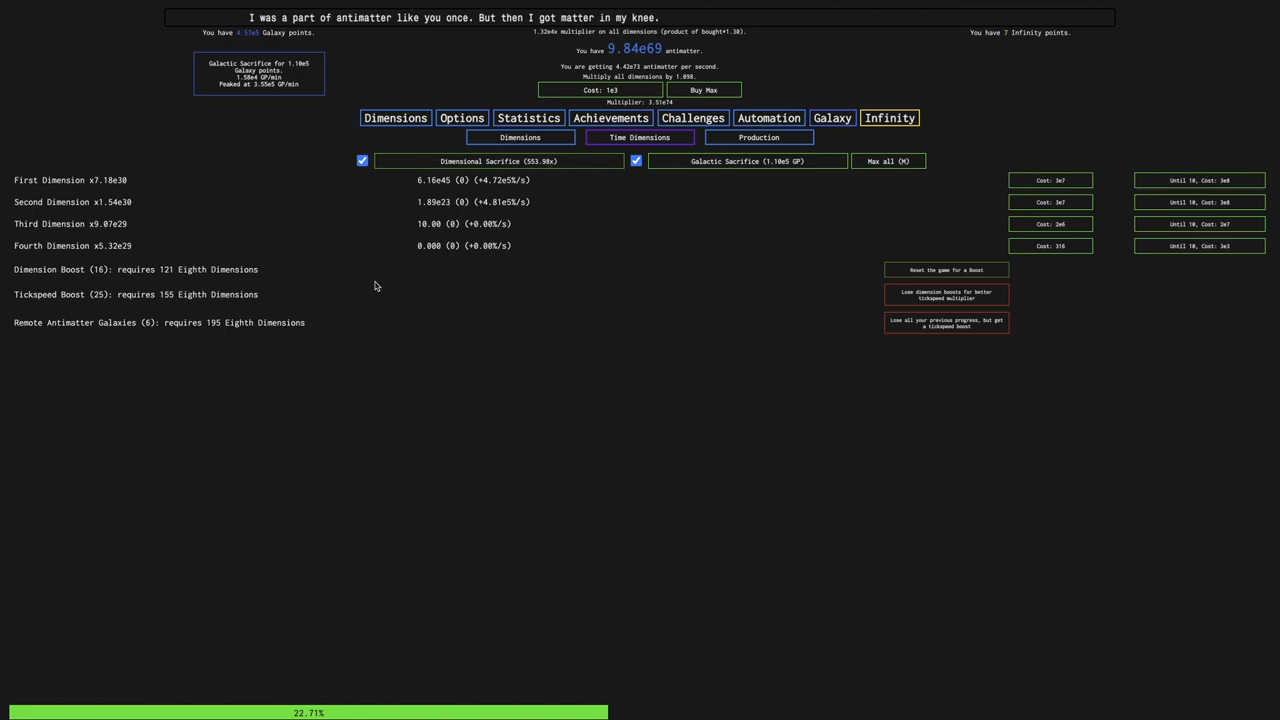 I was a part of antimatter like you once. But then I got matter in my knee.
You have 4.57e5 Galaxy points.
1.32e4x multiplier on all dimensions (product of bought*1.30).
You have 7 Infinity points.
You have 9.84e69 antimatter.
Galactic Sacrifice for 1.10e5
Galaxy points.
1.58e4 GP/min
Peaked at 3.55e5 GP/min
You are getting 4.42e73 antimatter per second.
Multiply all dimensions by 1.098.
Cost: 1e3
Buy Max
Multiplier: 3.51e74
Dimensions
Options
Statistics
Achievements
Challenges
Automation
Galaxy
Infinity
Dimensions
Time Dimensions
Production
Dimensional Sacrifice (553.98x)
Galactic Sacrifice (1.10e5 GP)
Max all (M)
First Dimension x7.18e30
6.16e45 (0) (+4.72e5%/s)
Cost: 3e7
Until 10, Cost: 3e8
Second Dimension x1.54e30
1.89e23 (0) (+4.81e5%/s)
Cost: 3e7
Until 10, Cost: 3e8
Third Dimension x9.07e29
10.00 (0) (+0.00%/s)
Cost: 2e6
Until 10, Cost: 2e7
Fourth Dimension x5.32e29
0.000 (0) (+0.00%/s)
Cost: 316
Until 10, Cost: 3e3
Dimension Boost (16): requires 121 Eighth Dimensions
Reset the game for a Boost
Tickspeed Boost (25): requires 155 Eighth Dimensions
Lose dimension boosts for better
tickspeed multiplier
Remote Antimatter Galaxies (6): requires 195 Eighth Dimensions
Lose all your previous progress, but get
a tickspeed boost
22.71%